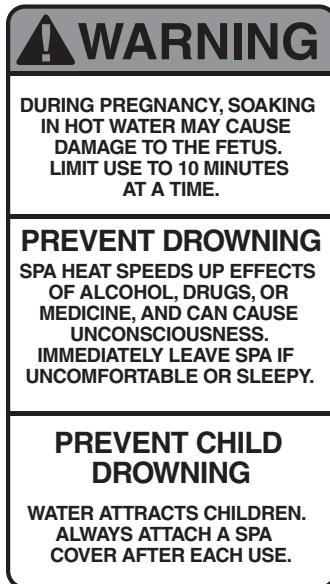 WARNING
DURING PREGNANCY, SOAKING
IN HOT WATER MAY CAUSE
DAMAGE TO THE FETUS.
LIMIT USE TO 10 MINUTES
AT A TIME.
PREVENT DROWNING
SPA HEAT SPEEDS UP EFFECTS
OF ALCOHOL, DRUGS, OR
MEDICINE, AND CAN CAUSE
UNCONSCIOUSNESS.
IMMEDIATELY LEAVE SPA IF
UNCOMFORTABLE OR SLEEPY.
PREVENT CHILD
DROWNING
WATER ATTRACTS CHILDREN.
ALWAYS ATTACH A SPA
COVER AFTER EACH USE.